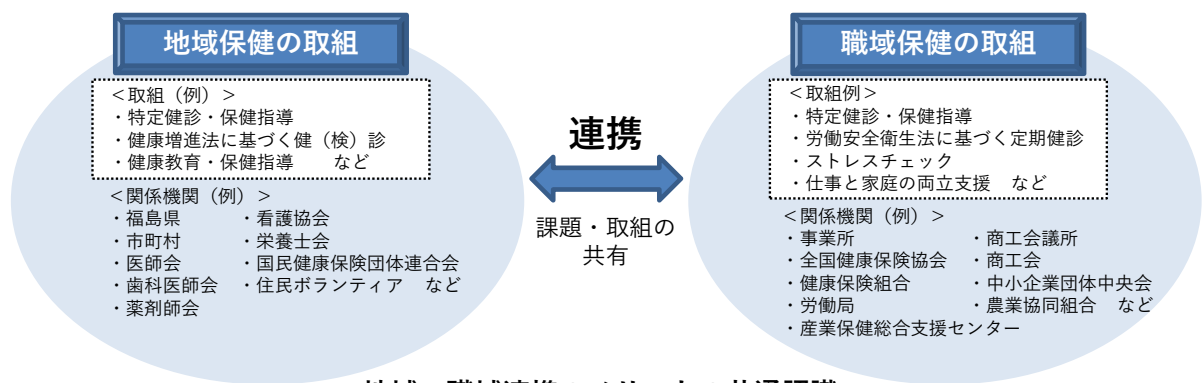 地域保健の取組
＜取組（例）＞
・特定健診・保健指導
・健康増進法に基づく健（検）診
・健康教育・保健指導　　など
＜関係機関（例）＞
・福島県　　・看護協会
・市町村　　・栄養士会
・医師会　　・国民健康保険団体連合会
・歯科医師会　・住民ボランティア　など
・薬剤師会
連携
課題・取組の
共有
職域保健の取組
＜取組例＞
・特定健診・保健指導
・労働安全衛生法に基づく定期健診
・ストレスチェック
・仕事と家庭の両立支援　など
＜関係機関（例）＞
・事業所　　・商工会議所
・全国健康保険協会　・商工会
・健康保険組合　　・中小企業団体中央会
・労働局　　・農業協同組合　など
・産業保健総合支援センター